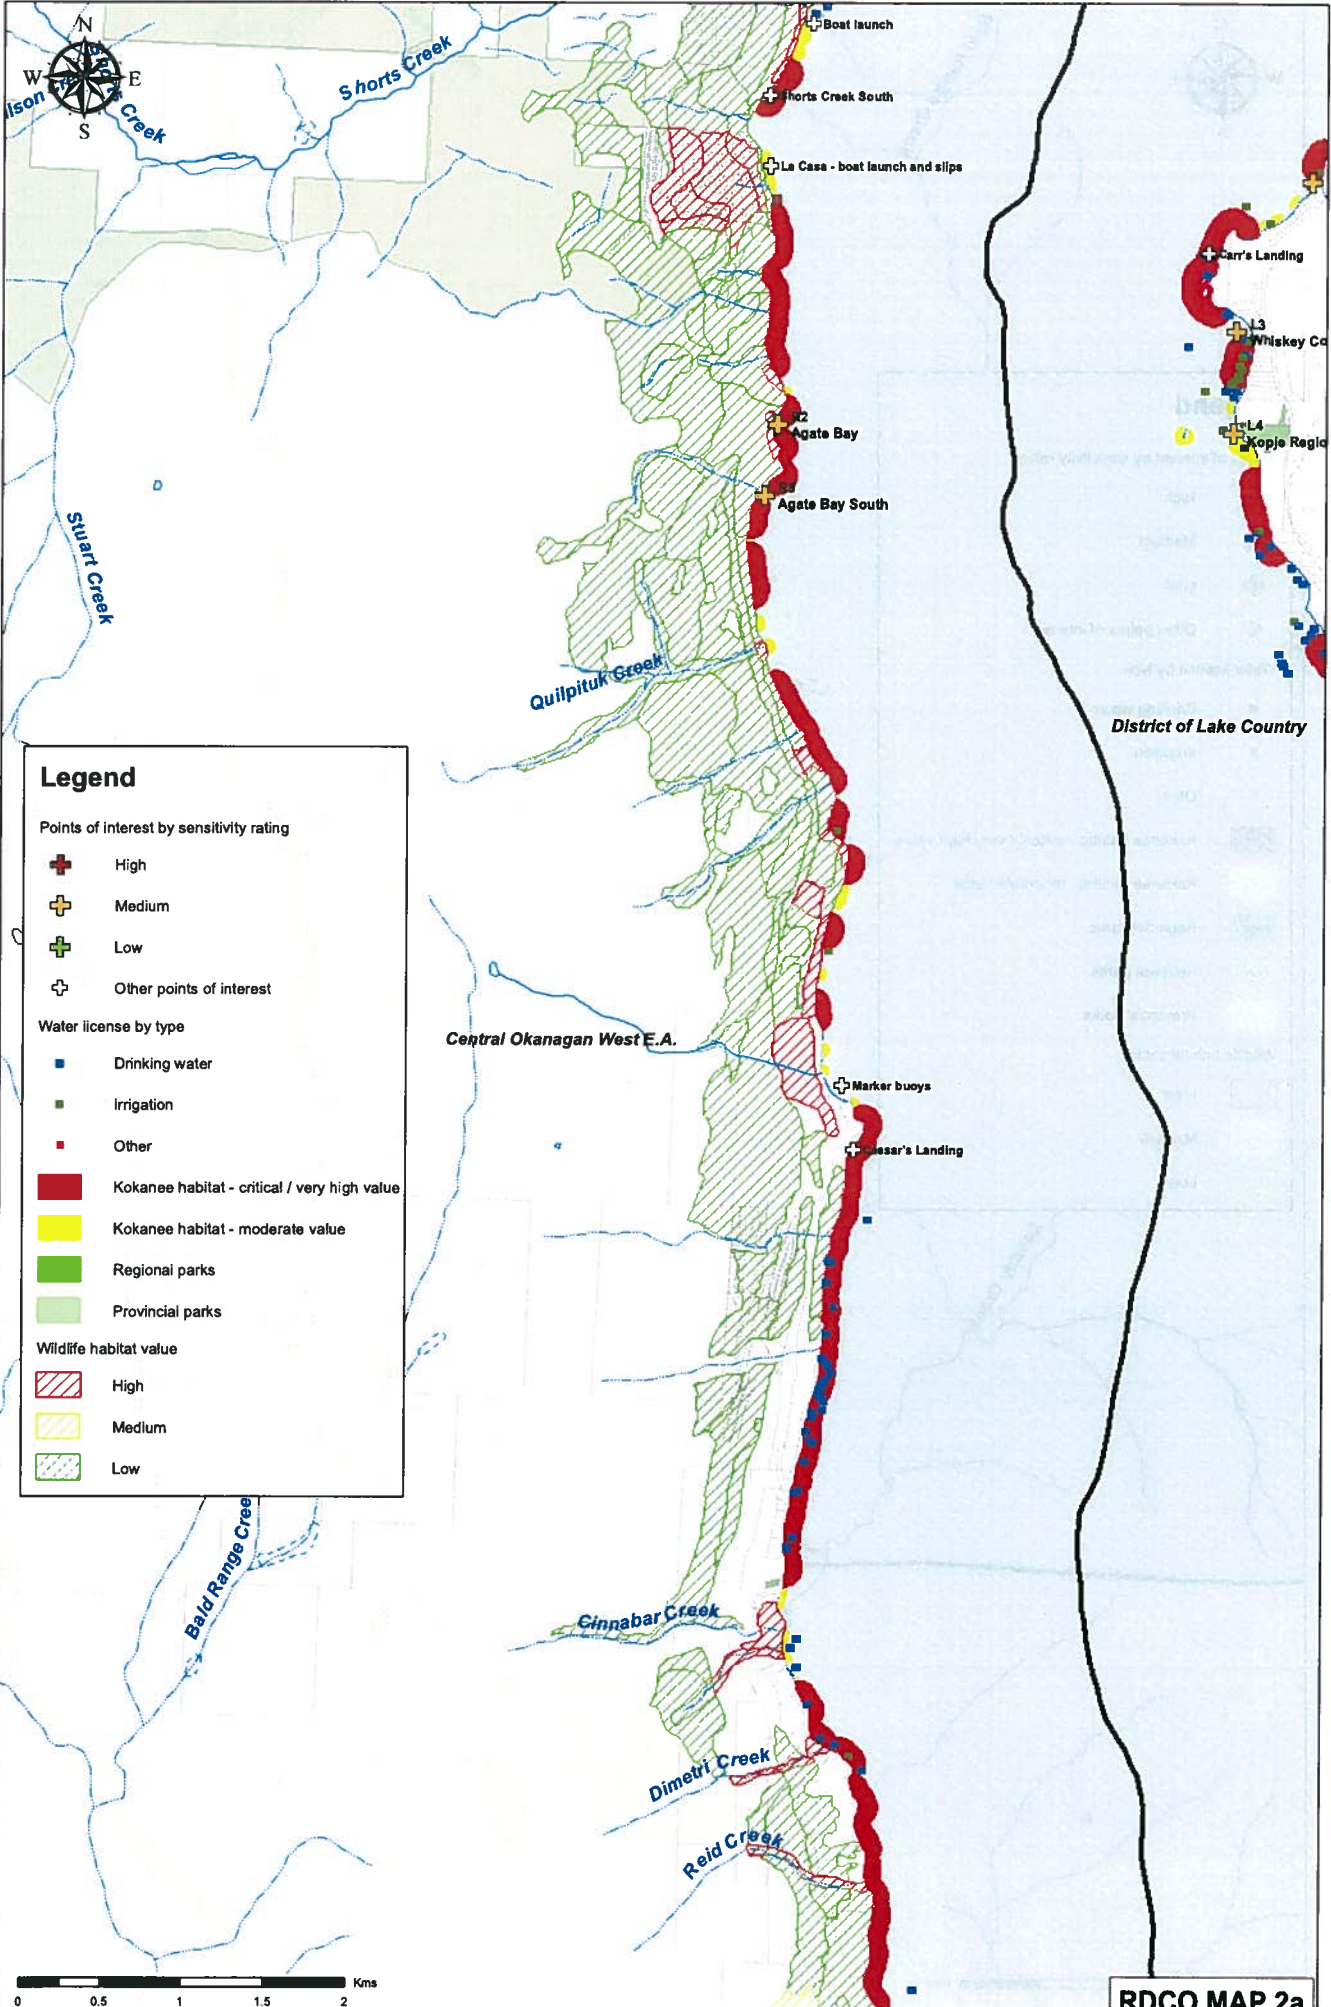 N
W
E
S
Shorts Creek
Shorts Creek
Boat launch
Shorts Creek South
La Casa - boat launch and slips
Carr's Landing
L3
Whiskey Co
L4
Kopje Regio
Agate Bay
Agate Bay South
Stuart Creek
Quilpituk Creek
District of Lake Country
Legend
Points of interest by sensitivity rating
High
Medium
Low
Other points of interest
Water license by type
Drinking water
Irrigation
Other
Kokanee habitat - critical / very high value
Kokanee habitat - moderate value
Regional parks
Provincial parks
Wildlife habitat value
High
Medium
Low
Central Okanagan West E.A.
Marker buoys
Caesar's Landing
Bald Range Cree
Cinnabar Creek
Dimetri Creek
Reid Creek
Kms
0 0.5 1 1.5 2
RDCO MAP 2a